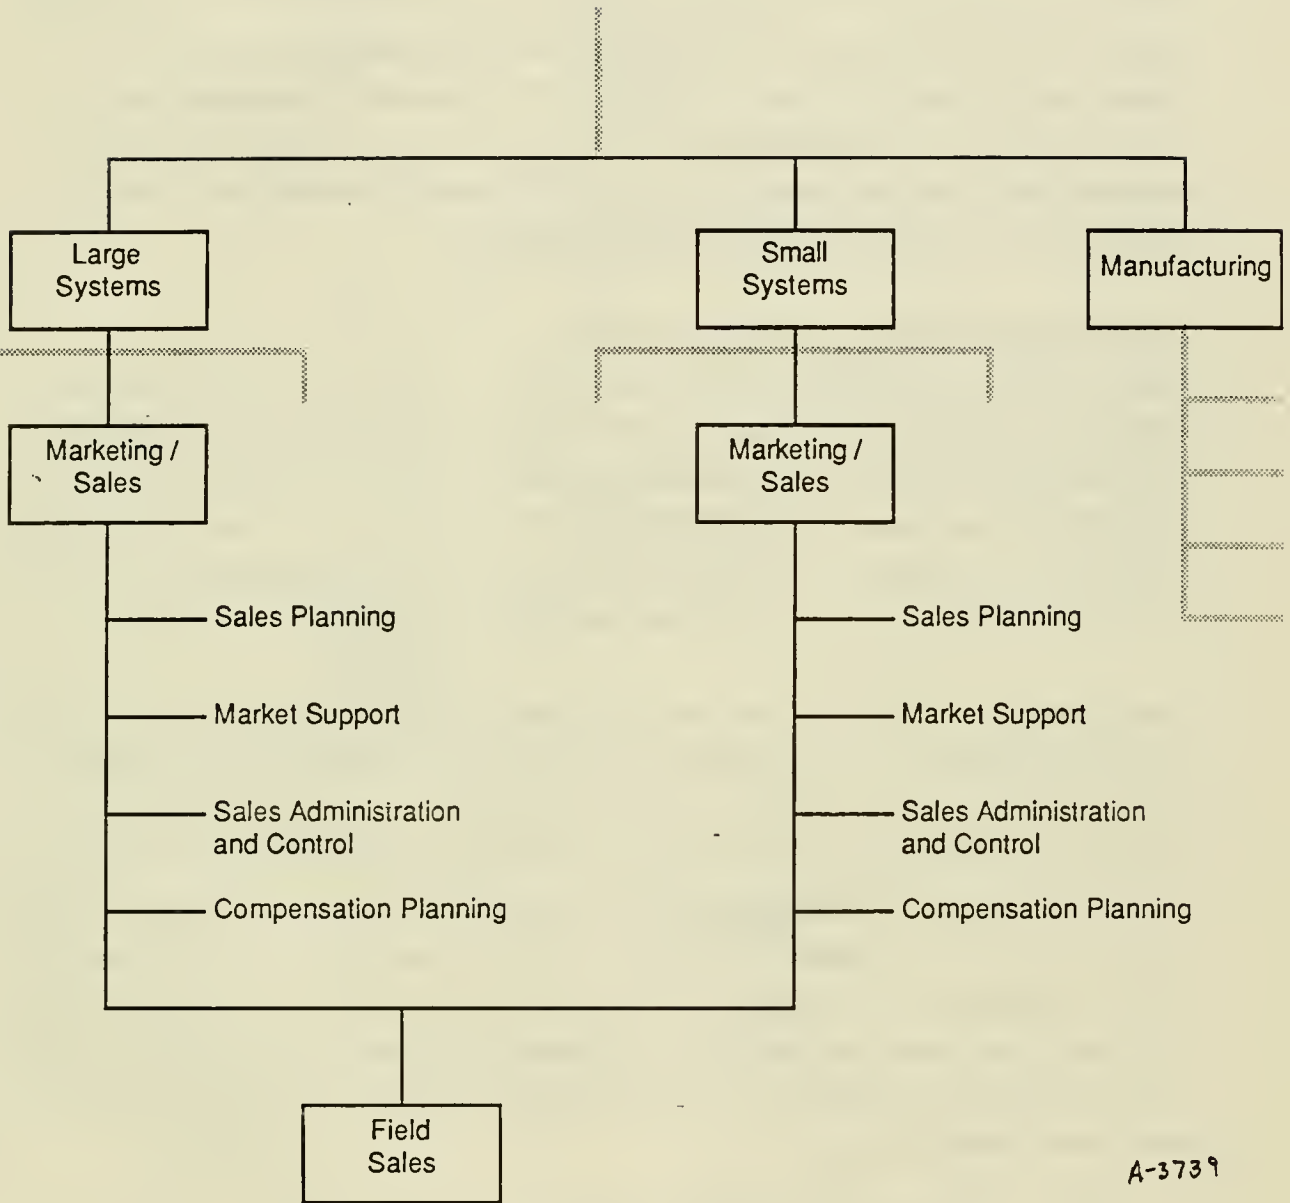 Large
Systems
Small
Systems
Manufacturing
Marketing /
Sales
Marketing /
Sales
Sales Planning
Market Support
Sales Administration
and Control
Compensation Planning
Sales Planning
Market Support
Sales Administration
and Control
Compensation Planning
Field
Sales
A-3739